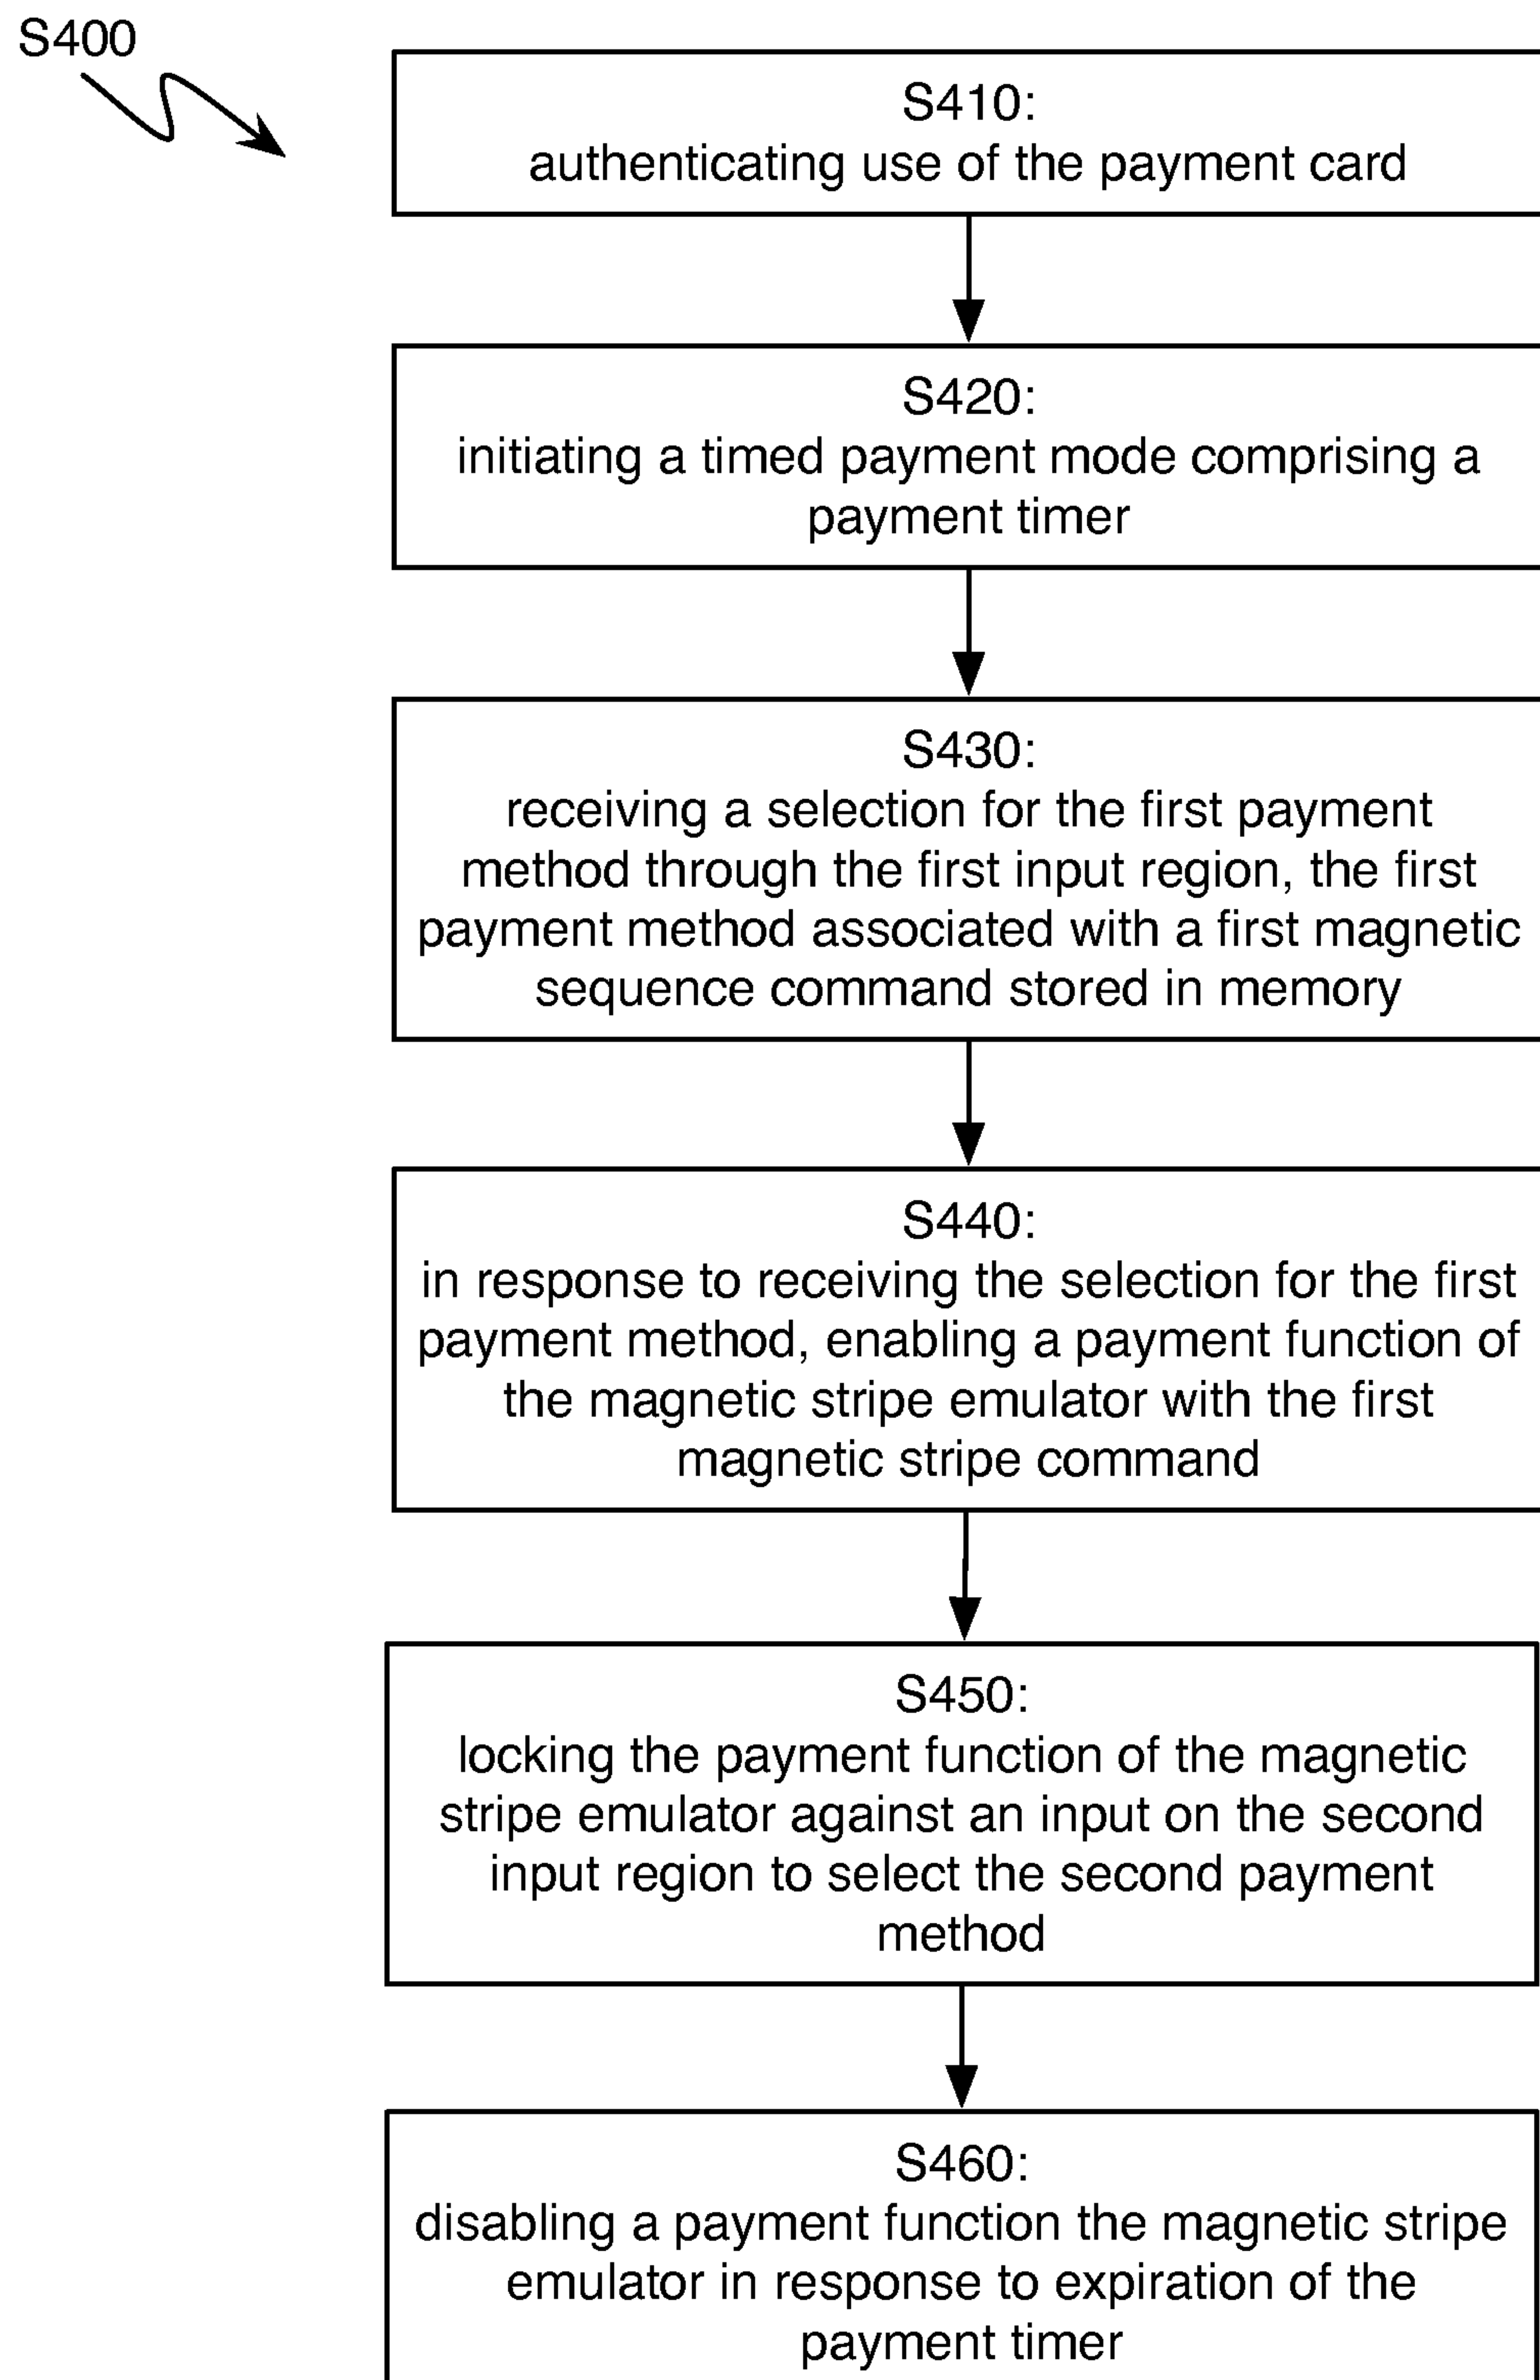 S400
S410:
authenticating use of the payment card
S420:
initiating a timed payment mode comprising a
payment timer
S430:
receiving a selection for the first payment
method through the first input region, the first
payment method associated with a first magnetic
sequence command stored in memory
S440:
in response to receiving the selection for the first
payment method, enabling a payment function of
the magnetic stripe emulator with the first
magnetic stripe command
S450:
locking the payment function of the magnetic
stripe emulator against an input on the second
input region to select the second payment
method
S460:
disabling a payment function the magnetic stripe
emulator in response to expiration of the
payment timer